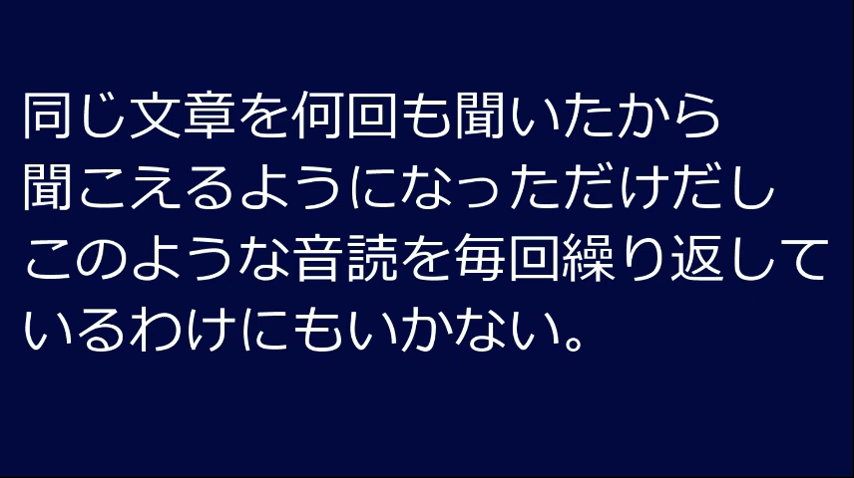 同じ文章を何回も聞いたから
聞こえるようになっただけだし
このような音読を毎回繰り返して
いるわけにもいかない。